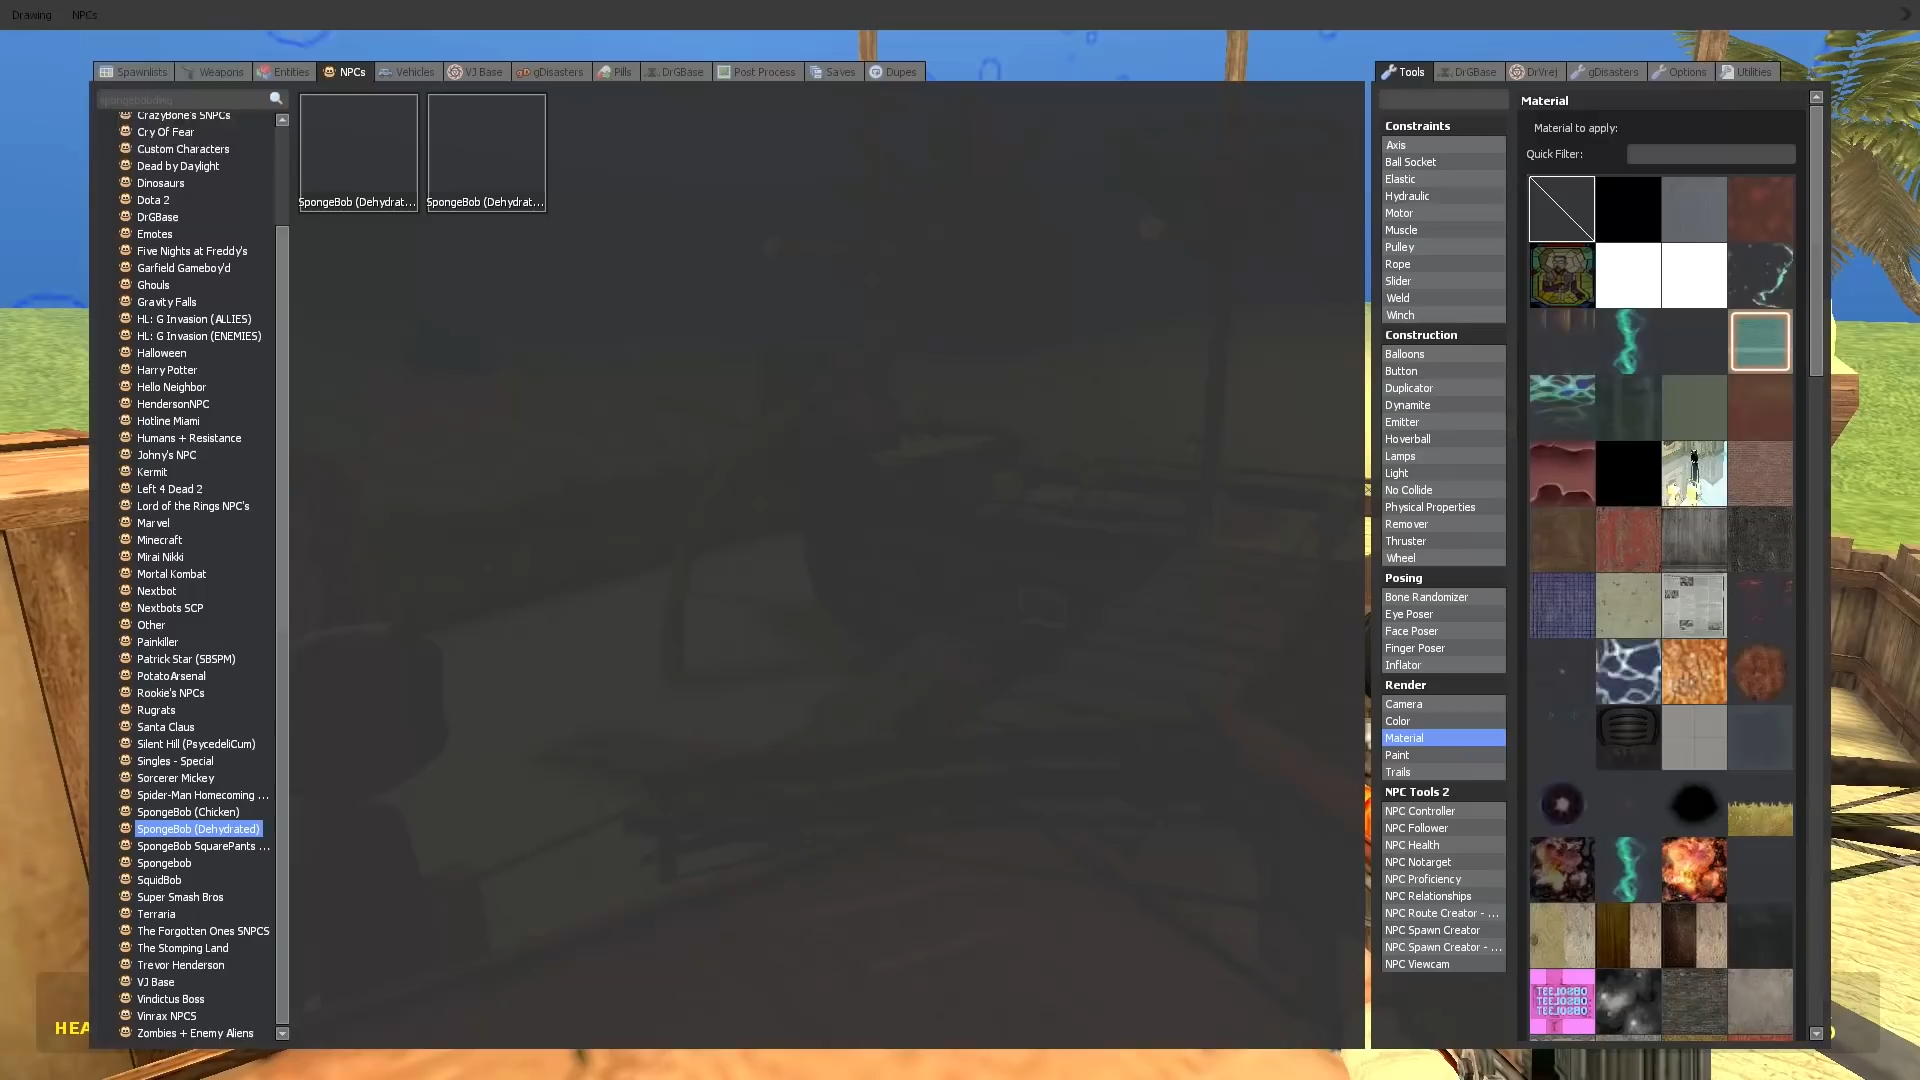 Drawing NPCs
Spawnlists Weapons Entities NPCs Vehicles VJ Base gDisasters Pills DrGBase Post Process Saves Dupes
CrazyBone's SNPCs
Cry Of Fear
Custom Characters
Dead by Daylight
Dinosaurs
Dota 2
DrGBase
Emotes
Five Nights at Freddy's
Garfield Gameboy'd
Ghouls
Gravity Falls
HL: G Invasion (ALLIES)
HL: G Invasion (ENEMIES)
Halloween
Harry Potter
Hello Neighbor
HendersonNPC
Hotline Miami
Humans + Resistance
Johny's NPC
Kermit
Left 4 Dead 2
Lord of the Rings NPC's
Marvel
Minecraft
Mirai Nikki
Mortal Kombat
Nextbot
Nextbots SCP
Other
Painkiller
Patrick Star (SBSPM)
PotatoArsenal
Rookie's NPCs
Rugrats
Santa Claus
Silent Hill (PsycedeliCum)
Singles - Special
Sorcerer Mickey
Spider-Man Homecoming ...
SpongeBob (Chicken)
SpongeBob (Dehydrated)
SpongeBob SquarePants ...
Spongebob
SquidBob
Super Smash Bros
Terraria
The Forgotten Ones SNPCS
The Stomping Land
Trevor Henderson
VJ Base
Vindictus Boss
Vinrax NPCS
Zombies + Enemy Aliens
SpongeBob (Dehydrat... SpongeBob (Dehydrat...
HEA
Tools DrGBase DrVrej gDisasters Options Utilities
Constraints
Axis
Ball Socket
Elastic
Hydraulic
Motor
Muscle
Pulley
Rope
Slider
Weld
Winch
Construction
Balloons
Button
Duplicator
Dynamite
Emitter
Hoverball
Lamps
Light
No Collide
Physical Properties
Remover
Thruster
Wheel
Posing
Bone Randomizer
Eye Poser
Face Poser
Finger Poser
Inflator
Render
Camera
Color
Material
Paint
Trails
NPC Tools 2
NPC Controller
NPC Follower
NPC Health
NPC Notarget
NPC Proficiency
NPC Relationships
NPC Route Creator - ...
NPC Spawn Creator
NPC Spawn Creator - ...
NPC Viewcam
Material
Material to apply:
Quick Filter: